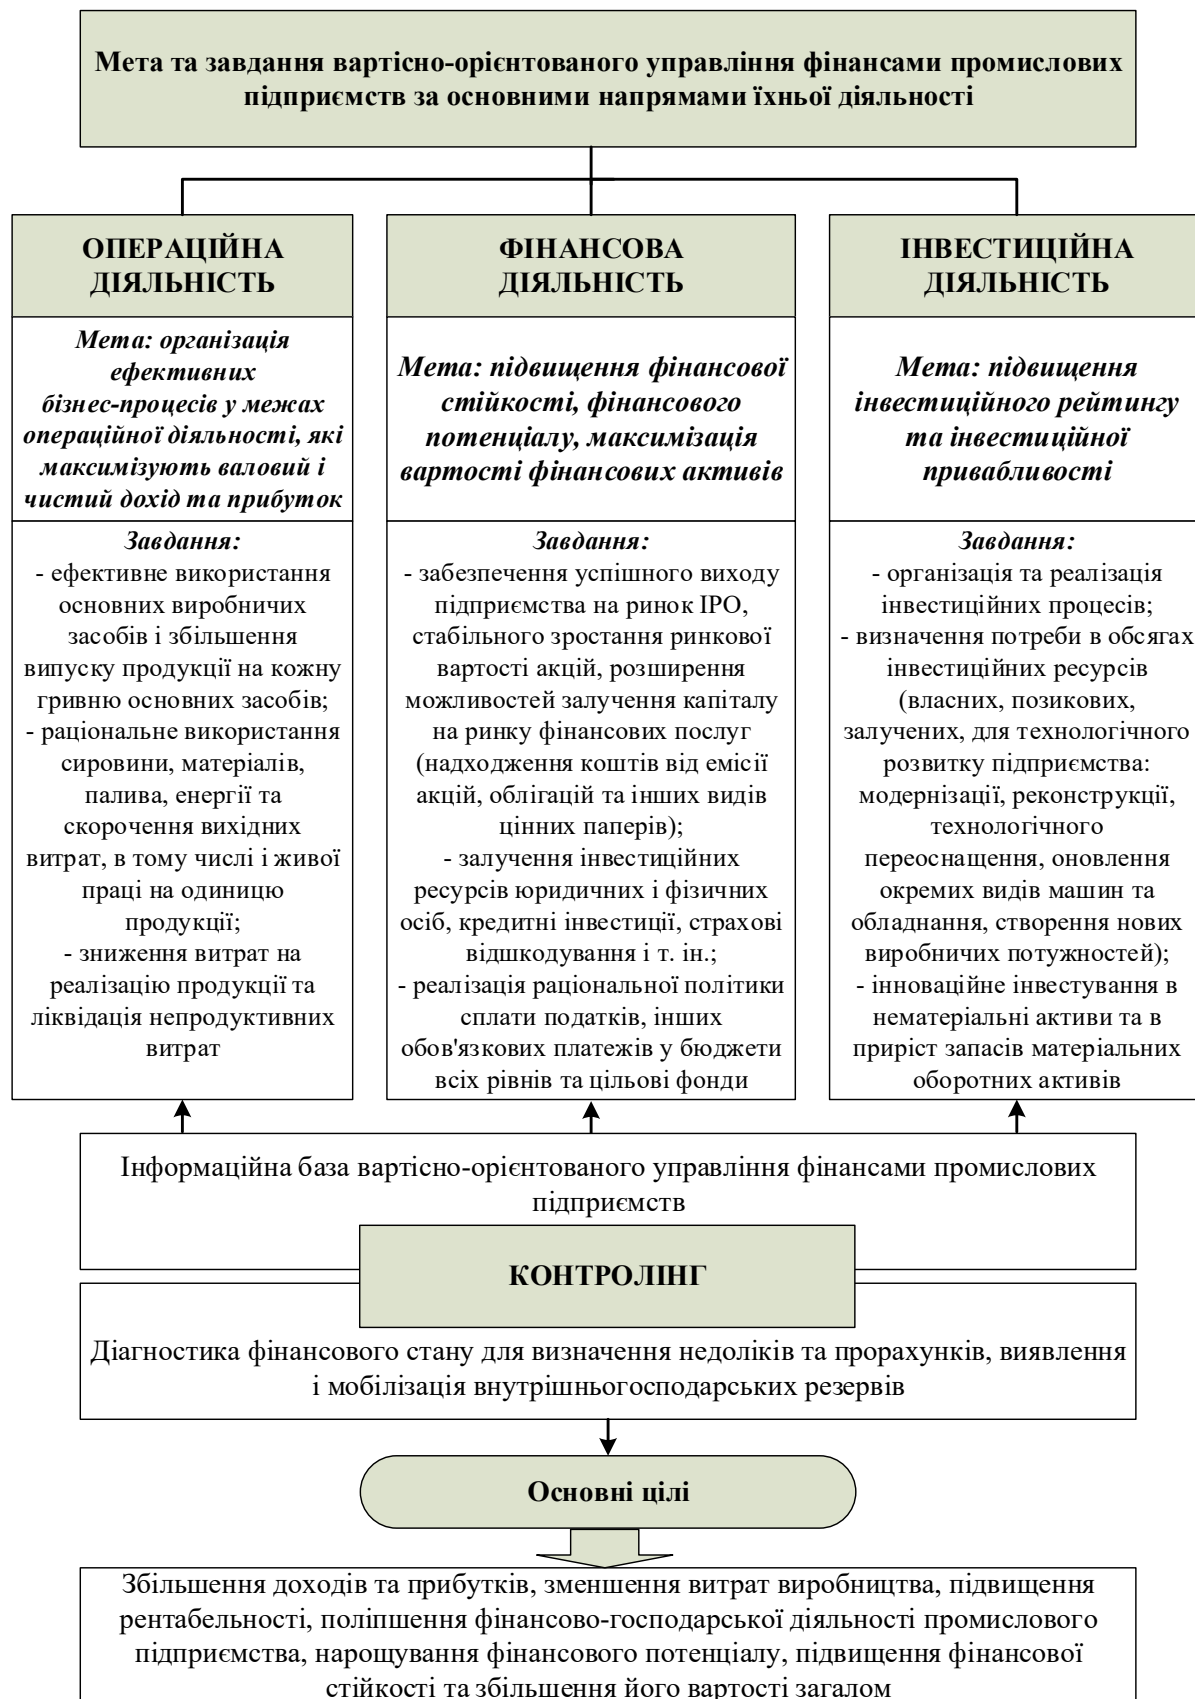 Мета та завдання вартісно-орієнтованого управління фінансами промислових
підприємств за основними напрямами їхньої діяльності
ОПЕРАЦІЙНА
ДІЯЛЬНІСТЬ
Мета: організація
ефективних
бізнес-процесів у межах
операційної діяльності, які
максимізують валовий і
чистий дохід та прибуток
Завдання:
- ефективне використання
основних виробничих
засобів і збільшення
випуску продукції на кожну
гривню основних засобів;
- раціональне використання
сировини, матеріалів,
палива, енергії та
скорочення вихідних
витрат, в тому числі і живої
праці на одиницю
продукції;
- зниження витрат на
реалізацію продукції та
ліквідація непродуктивних
витрат
ФІНАНСОВА
ДІЯЛЬНІСТЬ
Мета: підвищення фінансової
стійкості, фінансового
потенціалу, максимізація
вартості фінансових активів
Завдання:
- забезпечення успішного виходу
підприємства на ринок IPO,
стабільного зростання ринкової
вартості акцій, розширення
можливостей залучення капіталу
на ринку фінансових послуг
(надходження коштів від емісії
акцій, облігацій та інших видів
цінних паперів);
- залучення інвестиційних
ресурсів юридичних і фізичних
осіб, кредитні інвестиції, страхові
відшкодування і т. ін.;
- реалізація раціональної політики
сплати податків, інших
обов'язкових платежів у бюджети
всіх рівнів та цільові фонди
ІНВЕСТИЦІЙНА
ДІЯЛЬНІСТЬ
Мета: підвищення
інвестиційного рейтингу
та інвестиційної
привабливості
Завдання:
- організація та реалізація
інвестиційних процесів;
- визначення потреби в обсягах
інвестиційних ресурсів
(власних, позикових,
залучених, для технологічного
розвитку підприємства:
модернізації, реконструкції,
технологічного
переоснащення, оновлення
окремих видів машин та
обладнання, створення нових
виробничих потужностей);
- інноваційне інвестування в
нематеріальні активи та в
приріст запасів матеріальних
оборотних активів
Інформаційна база вартісно-орієнтованого управління фінансами промислових
підприємств
КОНТРОЛІНГ
Діагностика фінансового стану для визначення недоліків та прорахунків, виявлення
і мобілізація внутрішньогосподарських резервів
Основні цілі
Збільшення доходів та прибутків, зменшення витрат виробництва, підвищення
рентабельності, поліпшення фінансово-господарської діяльності промислового
підприємства, нарощування фінансового потенціалу, підвищення фінансової
стійкості та збільшення його вартості загалом